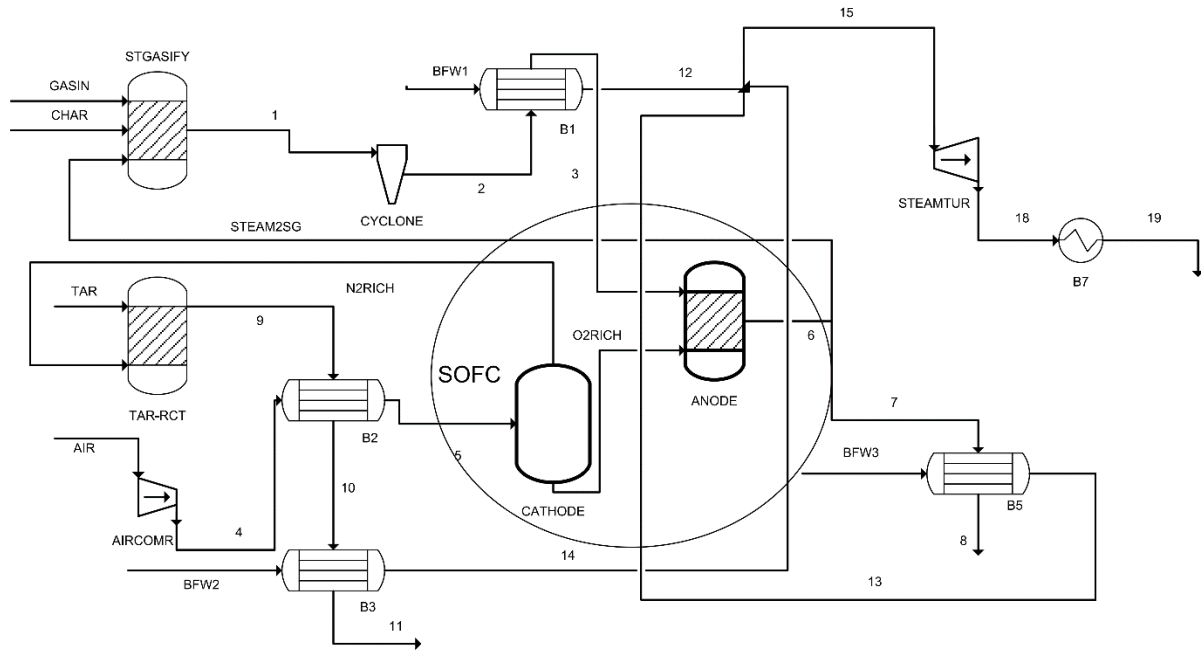 15
STGASIFY
BFW1
12
GASIN
CHAR
1
B1
2
3
CYCLONE
STEAMTUR
STEAM2SG
18
19
B7
TAR
9
N2RICH
O2RICH
6
SOFC
TAR-RCT
ANODE
7
B2
AIR
5
BFW3
10
CATHODE
B5
4
AIRCOMR
14
8
BFW2
13
B3
11